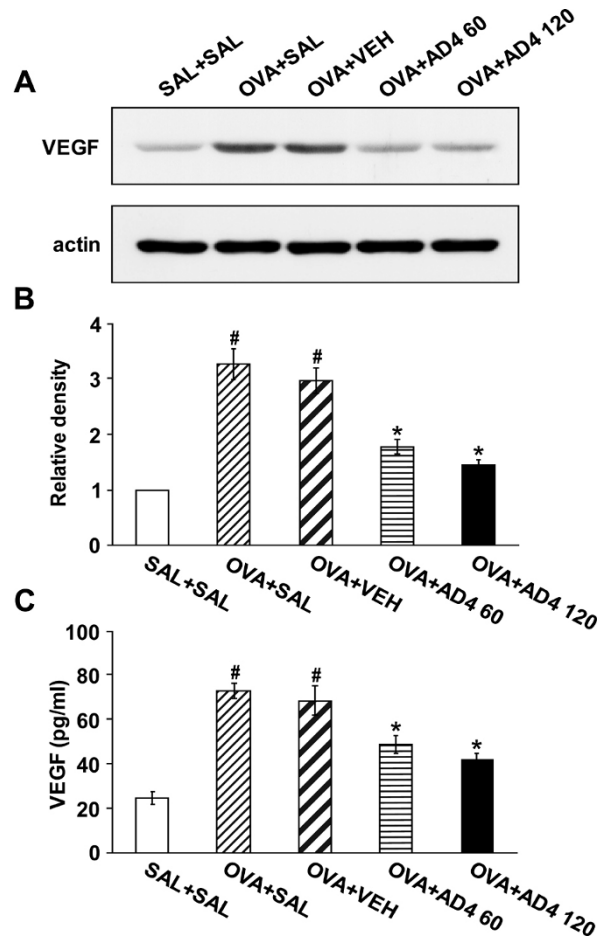 A
SAL+SAL
OVA+SAL
OVA+VEH
OVA+AD4 60
OVA+AD4 120
VEGF
actin
B
Relative density
4
3
2
1
0
#
#
*
*
SAL+SAL
OVA+SAL
OVA+VEH
OVA+AD4 60
OVA+AD4 120
C
VEGF (pg/ml)
100
80
60
40
20
0
#
#
*
*
SAL+SAL
OVA+SAL
OVA+VEH
OVA+AD4 60
OVA+AD4 120